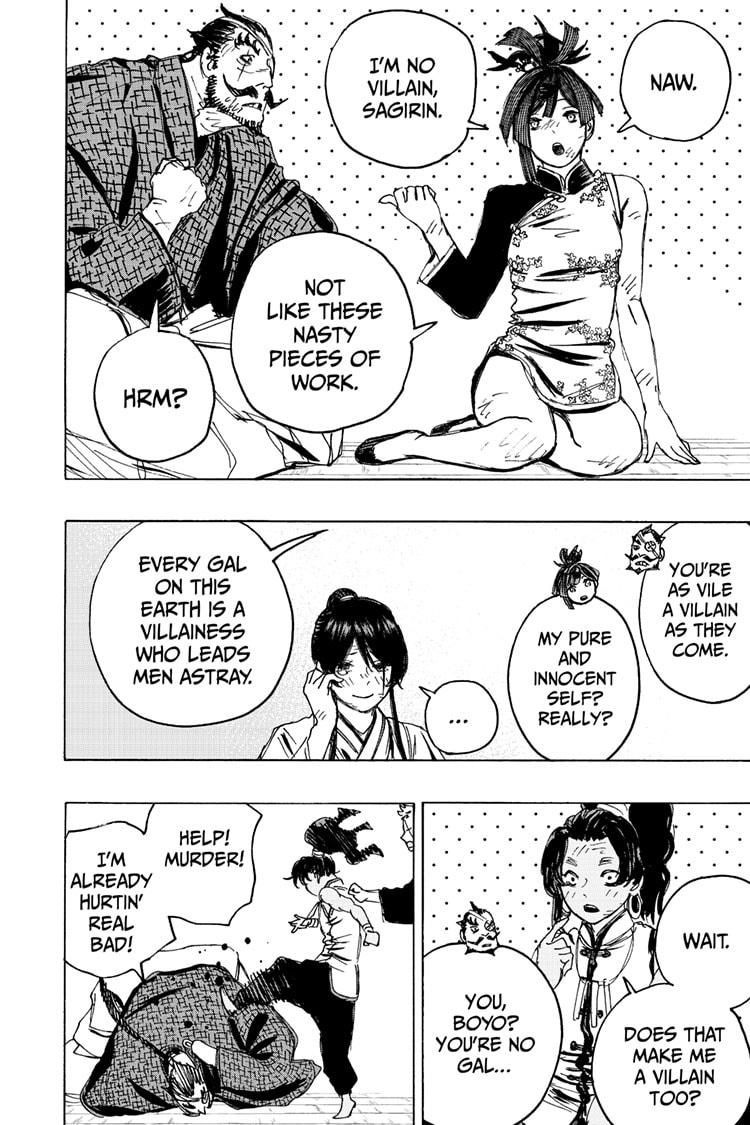 NAW.
I'M NO
VILLAIN,
SAGIRIN.
NOT
LIKE THESE
NASTY
PIECES OF
WORK.
HRM?
YOU'RE
AS VILE
A VILLAIN
AS THEY
COME.
MY PURE
AND
INNOCENT
SELF?
REALLY?
...
EVERY GAL
ON THIS
EARTH IS A
VILLAINESS
WHO LEADS
MEN ASTRAY.
WAIT.
DOES THAT
MAKE ME
A VILLAIN
TOO?
YOU,
BOYO?
YOU'RE NO
GAL...
HELP!
MURDER!
I'M
ALREADY
HURTIN'
REAL
BAD!